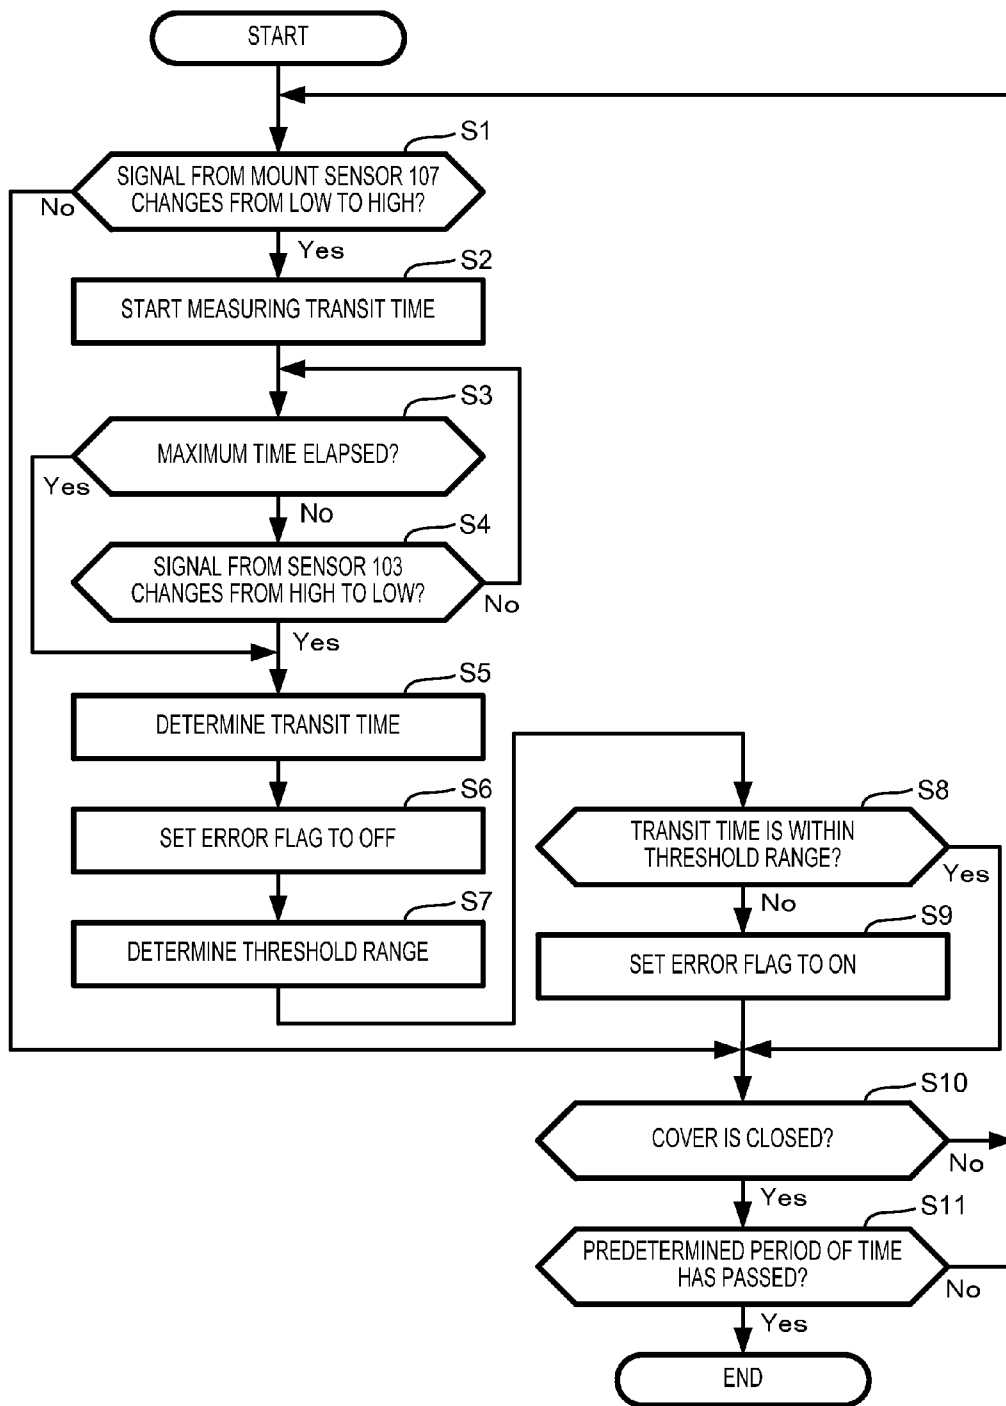 START
S1
SIGNAL FROM MOUNT SENSOR 107
CHANGES FROM LOW TO HIGH?
No
Yes
S2
START MEASURING TRANSIT TIME
S3
MAXIMUM TIME ELAPSED?
Yes
No
S4
SIGNAL FROM SENSOR 103
CHANGES FROM HIGH TO LOW?
No
Yes
S5
DETERMINE TRANSIT TIME
S6
SET ERROR FLAG TO OFF
S7
DETERMINE THRESHOLD RANGE
S8
TRANSIT TIME IS WITHIN
THRESHOLD RANGE?
Yes
No
S9
SET ERROR FLAG TO ON
S10
COVER IS CLOSED?
No
Yes
S11
PREDETERMINED PERIOD OF TIME
HAS PASSED?
No
Yes
END